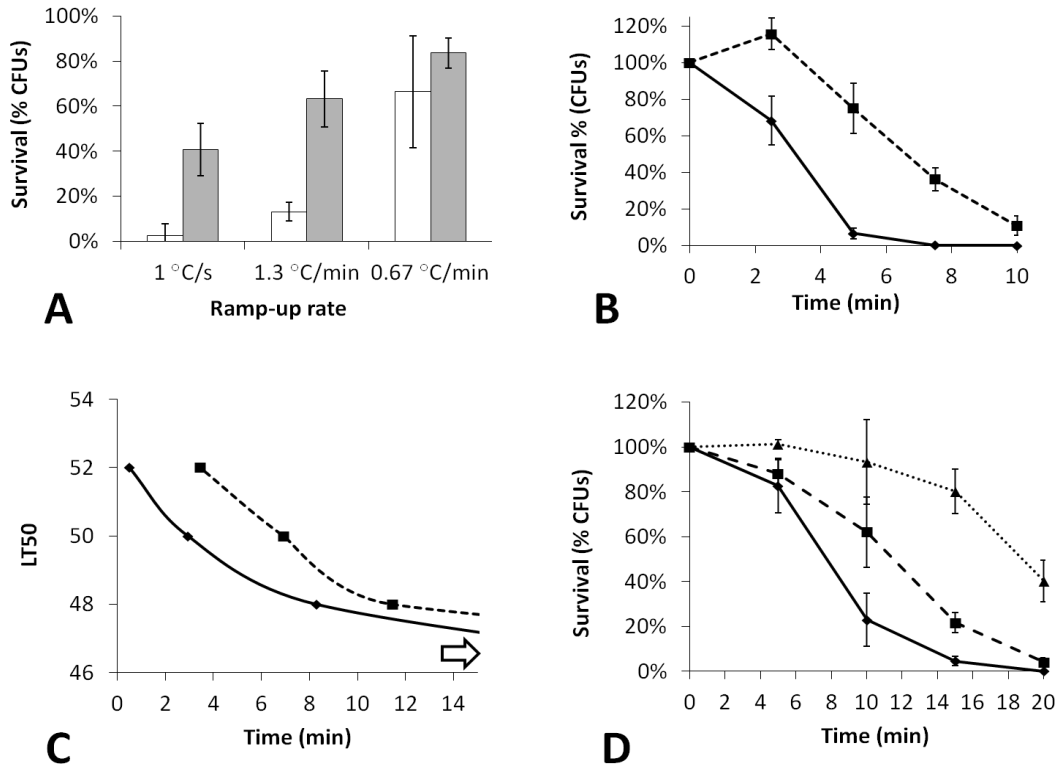 Survival (% CFUs)
100%
80%
60%
40%
20%
0%
1 °C/s
1.3 °C/min
0.67 °C/min
Ramp-up rate
A
Survival % (CFUs)
120%
100%
80%
60%
40%
20%
0%
0 2 4 6 8 10
Time (min)
B
LT50
54
52
50
48
46
0 2 4 6 8 10 12 14
Time (min)
C
Survival (% CFUs)
120%
100%
80%
60%
40%
20%
0%
0 2 4 6 8 10 12 14 16 18 20
Time (min)
D